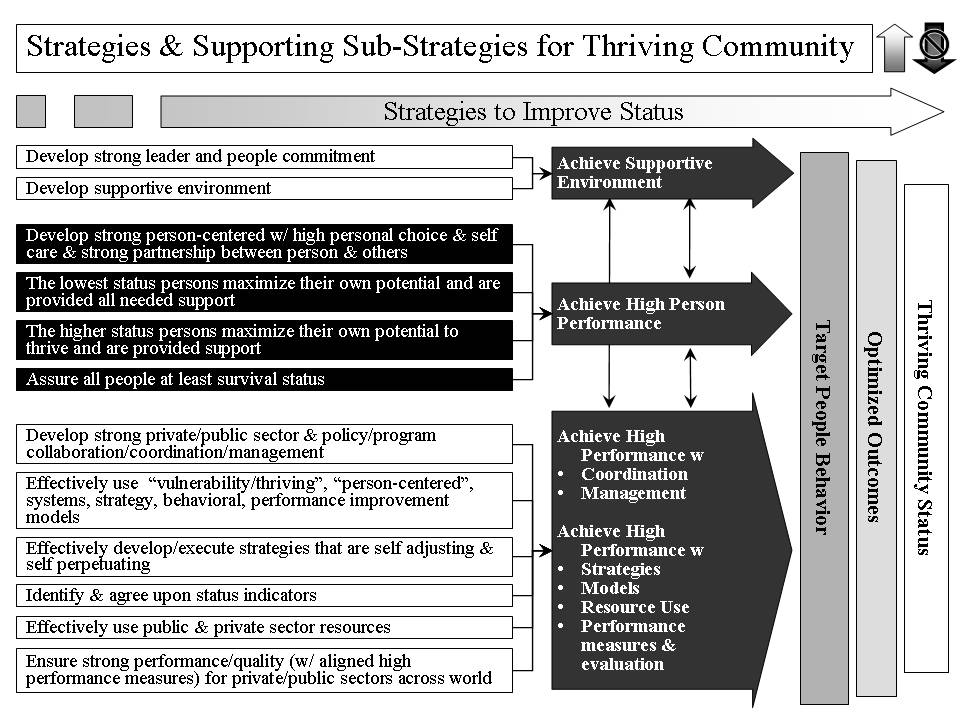 Strategies & Supporting Sub-Strategies for Thriving Community
N
Strategies to Improve Status
Develop strong leader and people commitment
Develop supportive environment
Achieve Supportive
Environment
Develop strong person-centered w/ high personal choice & self
care & strong partnership between person & others
The lowest status persons maximize their own potential and are
provided all needed support
The higher status persons maximize their own potential to
thrive and are provided support
Assure all people at least survival status
Achieve High Person
Performance
Develop strong private/public sector & policy/program
collaboration/coordination/management
Effectively use “vulnerability/thriving”, “person-centered”,
systems, strategy, behavioral, performance improvement
models
Effectively develop/execute strategies that are self adjusting &
self perpetuating
Identify & agree upon status indicators
Effectively use public & private sector resources
Ensure strong performance/quality (w/ aligned high
performance measures) for private/public sectors across world
Achieve High
Performance w
• Coordination
• Management
Achieve High
Performance w
• Strategies
• Models
• Resource Use
• Performance
measures &
evaluation
Target People Behavior
Optimized Outcomes
Thriving Community Status